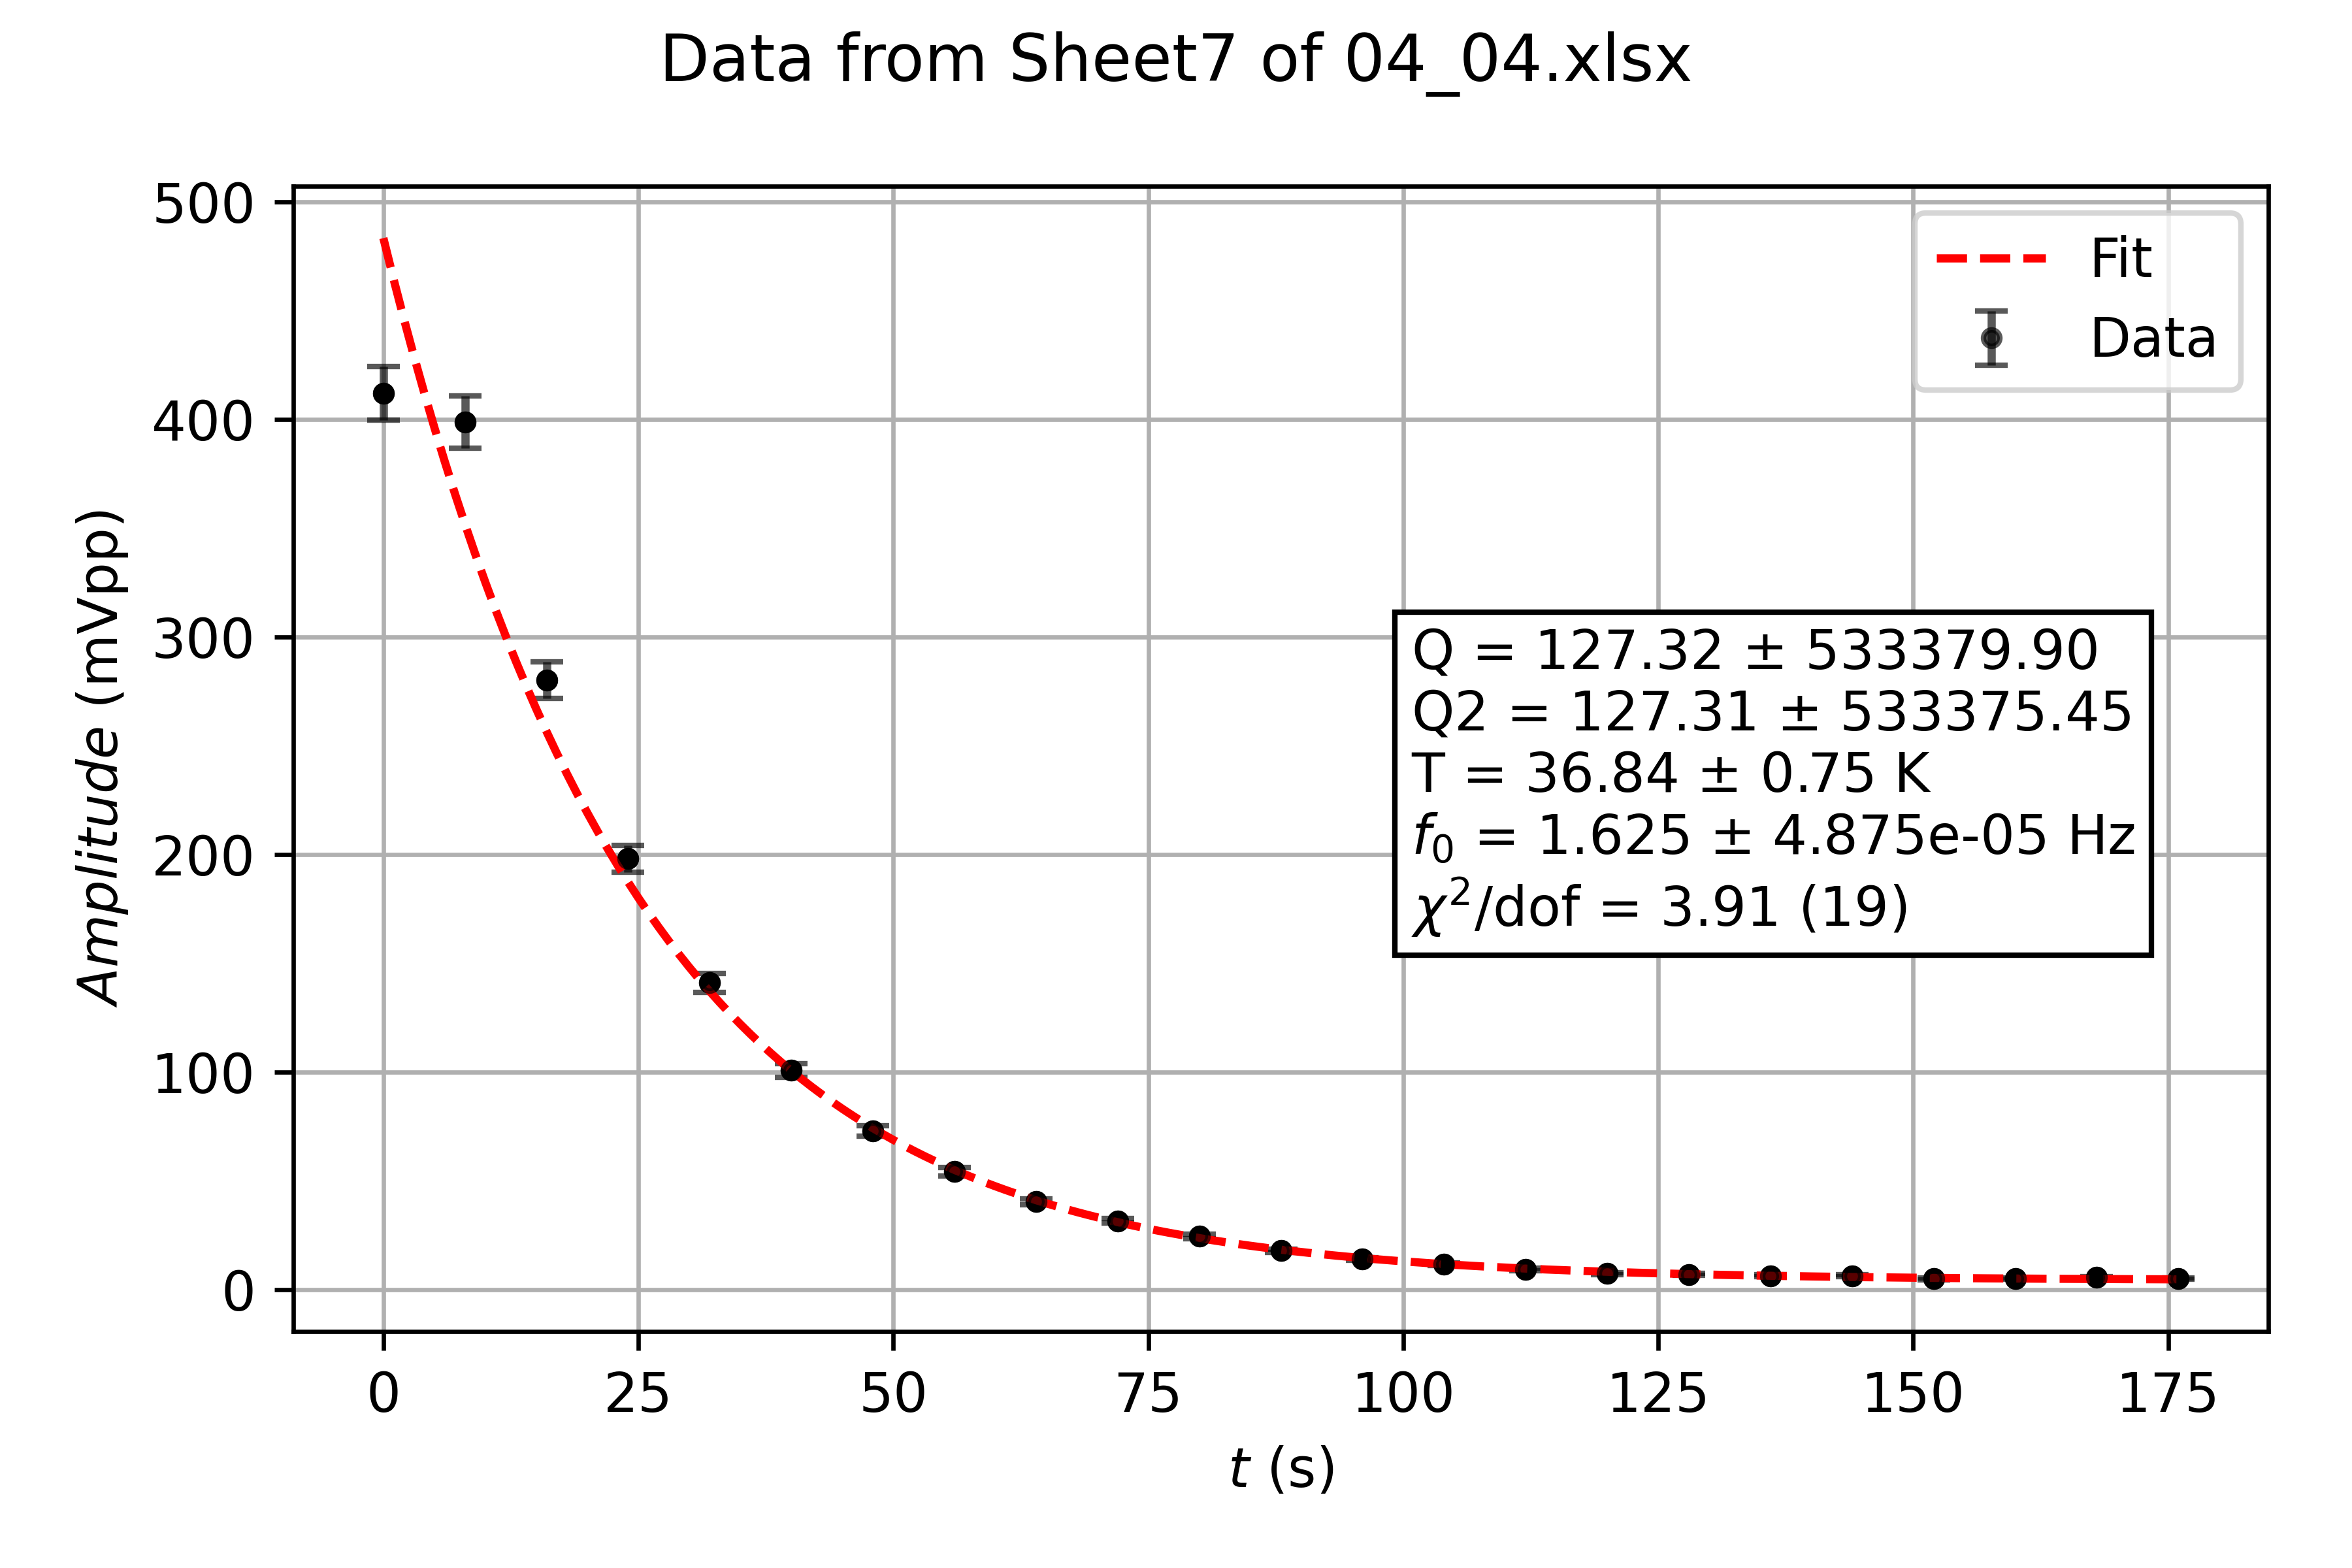 Data from Sheet7 of 04_04.xlsx
500
400
300
200
100
0
Amplitude (mVpp)
Fit
Data
Q = 127.32 ± 533379.90
Q2 = 127.31 ± 533375.45
T = 36.84 ± 0.75 K
f₀ = 1.625 ± 4.875e-05 Hz
χ²/dof = 3.91 (19)
0 25 50 75 100 125 150 175
t (s)